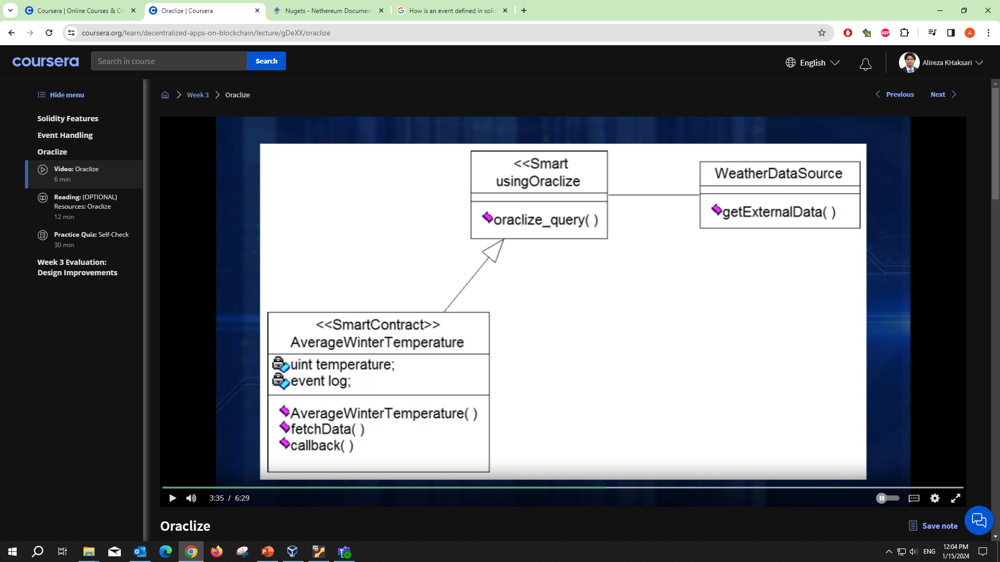 Coursera | Online Courses & Cre
Oraclize | Coursera
Nugets - Nethereum Document
How is an event defined in solid
coursera.org/learn/decentralized-apps-on-blockchain/lecture/gDeXX/oraclize
ABP
A
coursera
Search in course
Search
English
Alireza KHaksari
Hide menu
Week 3
Oraclize
Previous
Next
Solidity Features
Event Handling
Oraclize
Video: Oraclize
6 min
Reading: (OPTIONAL)
Resources: Oraclize
12 min
Practice Quiz: Self-Check
30 min
Week 3 Evaluation:
Design Improvements
<<Smart
usingOraclize
oraclize_query( )
WeatherDataSource
getExternalData( )
<<SmartContract>>
AverageWinterTemperature
uint temperature;
event log;
AverageWinterTemperature( )
fetchData( )
callback( )
3:35 / 6:29
Oraclize
Save note
ENG
12:04 PM
1/15/2024